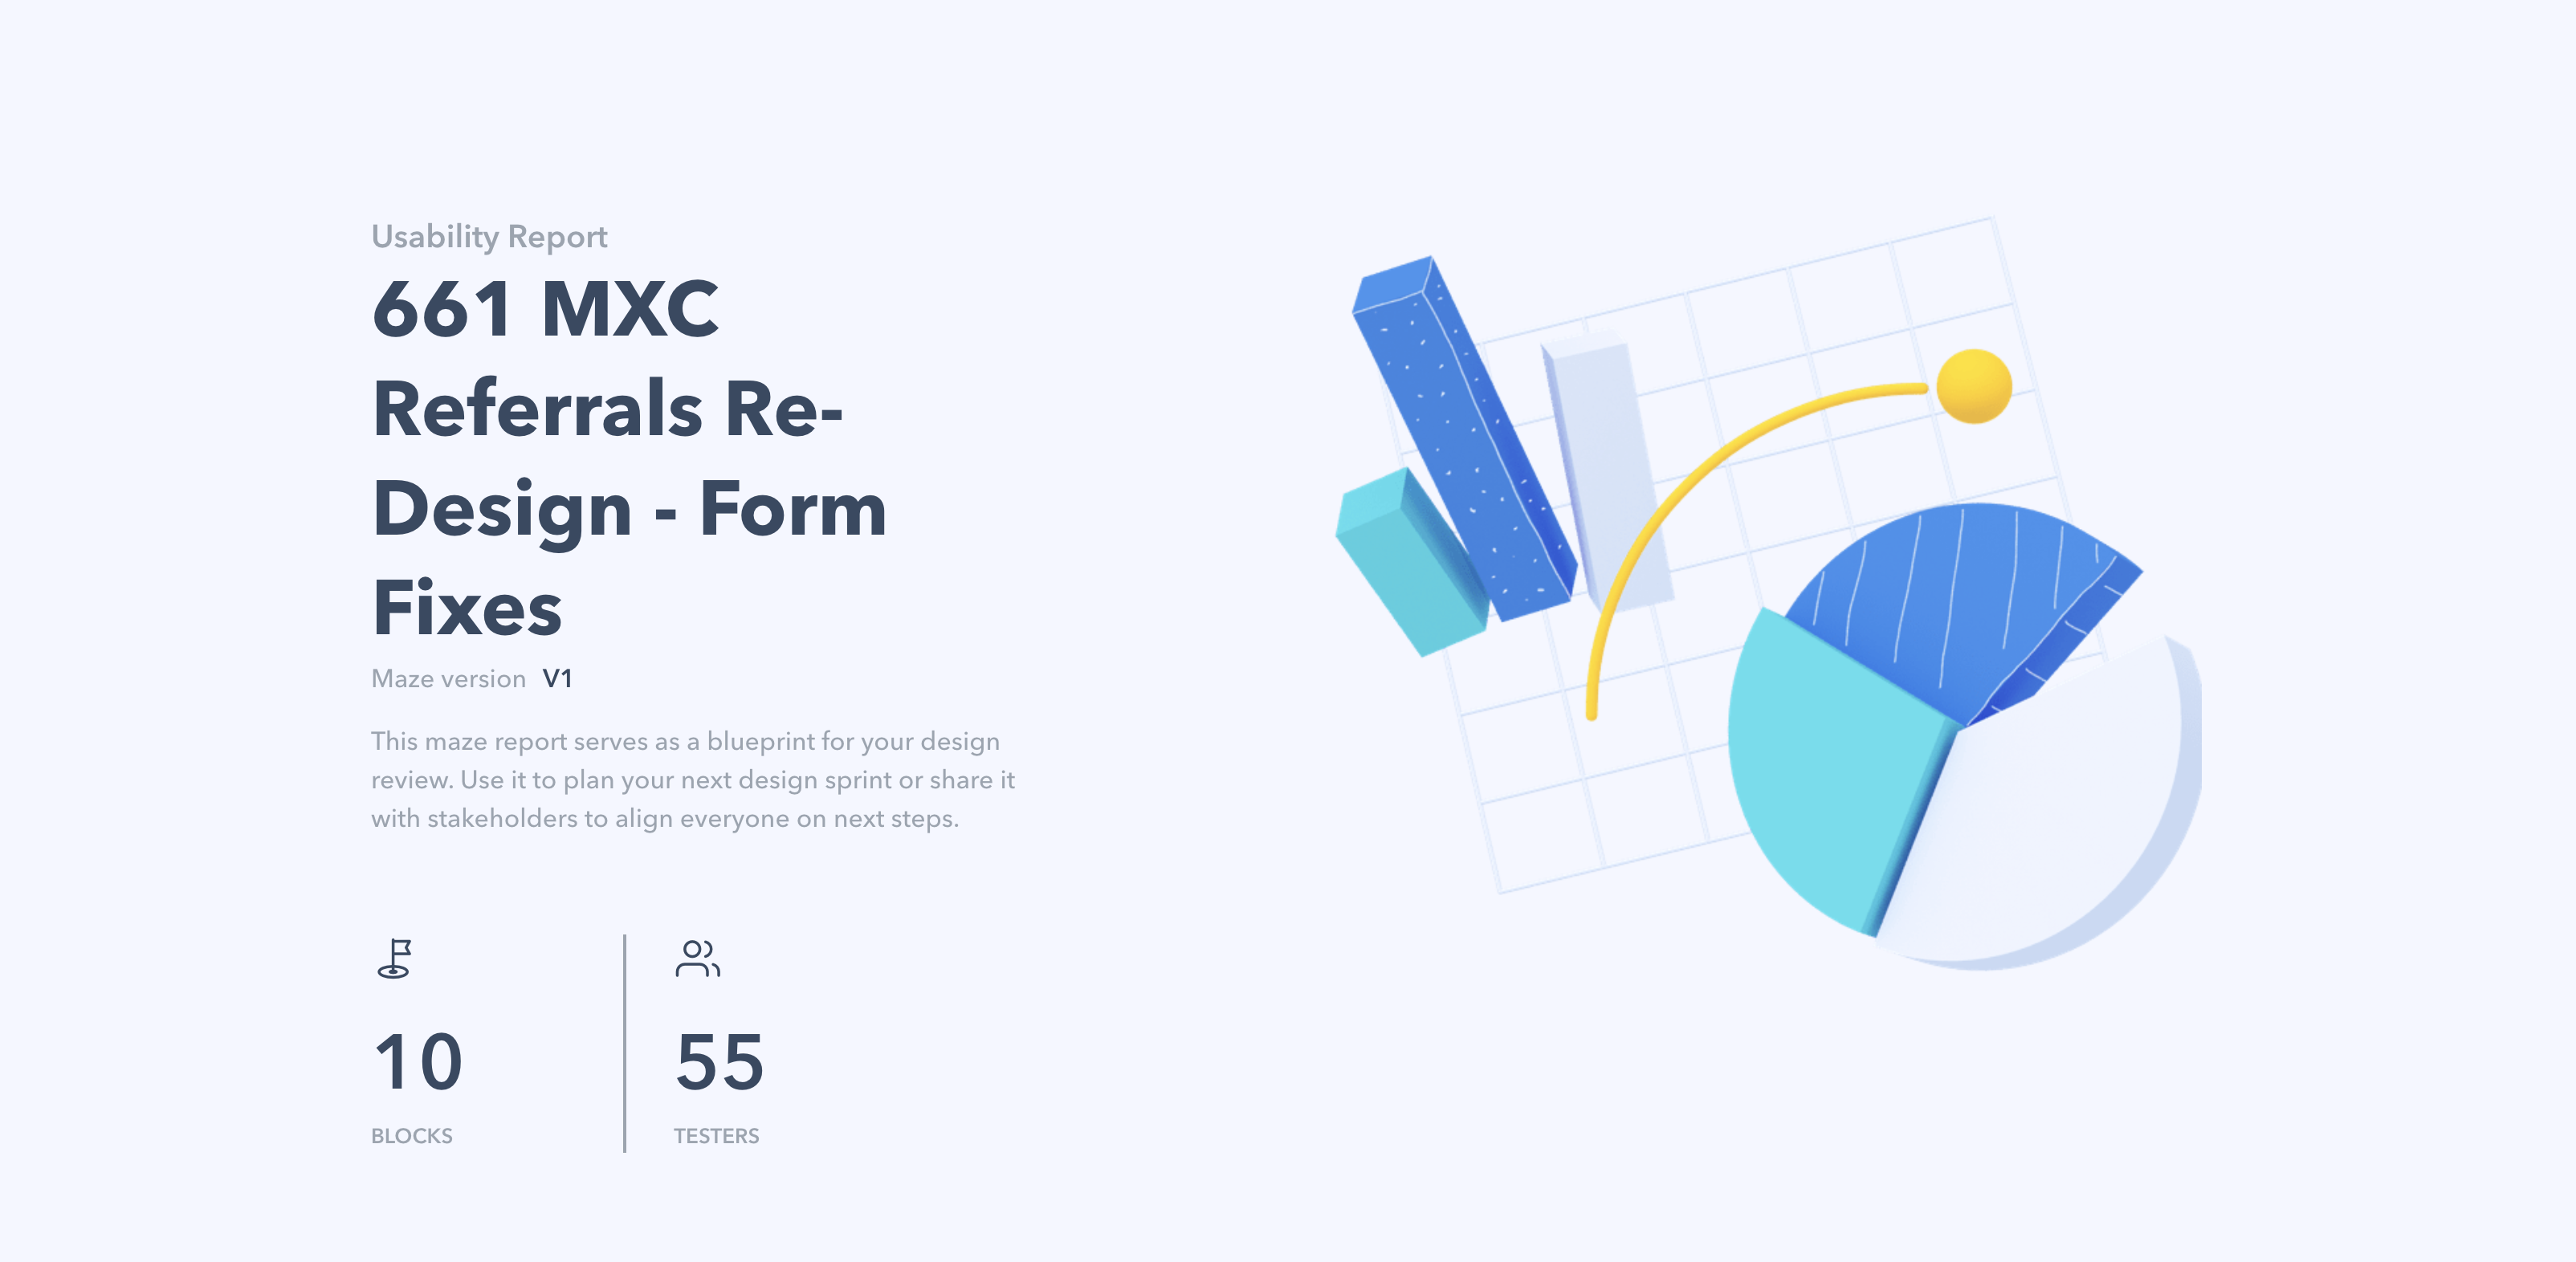 Usability Report
661 MXC
Referrals Re-
Design - Form
Fixes
Maze version V1
This maze report serves as a blueprint for your design
review. Use it to plan your next design sprint or share it
with stakeholders to align everyone on next steps.
10
BLOCKS
55
TESTERS